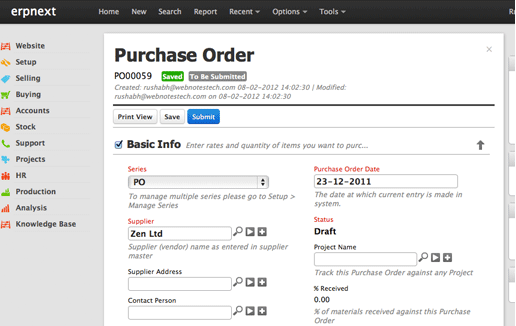 erpnext Home New Search Report Recent Options Tools
Website
Setup
Selling
Buying
Accounts
Stock
Support
Projects
HR
Production
Analysis
Knowledge Base
Purchase Order
PO00059 Saved To Be Submitted
Created: rushabh@webnotestech.com 08-02-2012 14:02:30 | Modified:
rushabh@webnotestech.com on 08-02-2012 14:02:30
Print View Save Submit
Basic Info Enter rates and quantity of items you want to purc...
Series
PO
To manage multiple series please go to Setup >
Manage Series
Supplier
Zen Ltd
Supplier (vendor) name as entered in supplier
master
Supplier Address
Contact Person
Purchase Order Date
23-12-2011
The date at which current entry is made in
system.
Status
Draft
Project Name
Track this Purchase Order against any Project
% Received
0.00
% of materials received against this Purchase
Order